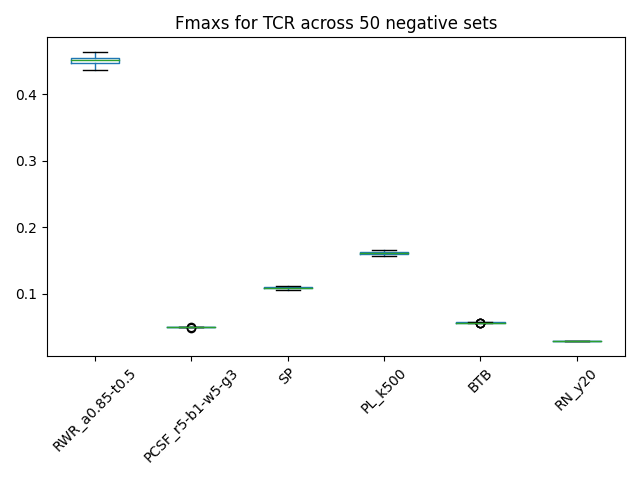 Fmaxs for TCR across 50 negative sets
0.4
0.3
0.2
0.1
RWR_a0.85-t0.5
PCSF_r5-b1-w5-g3
SP
PL_k500
BTB
RN_y20